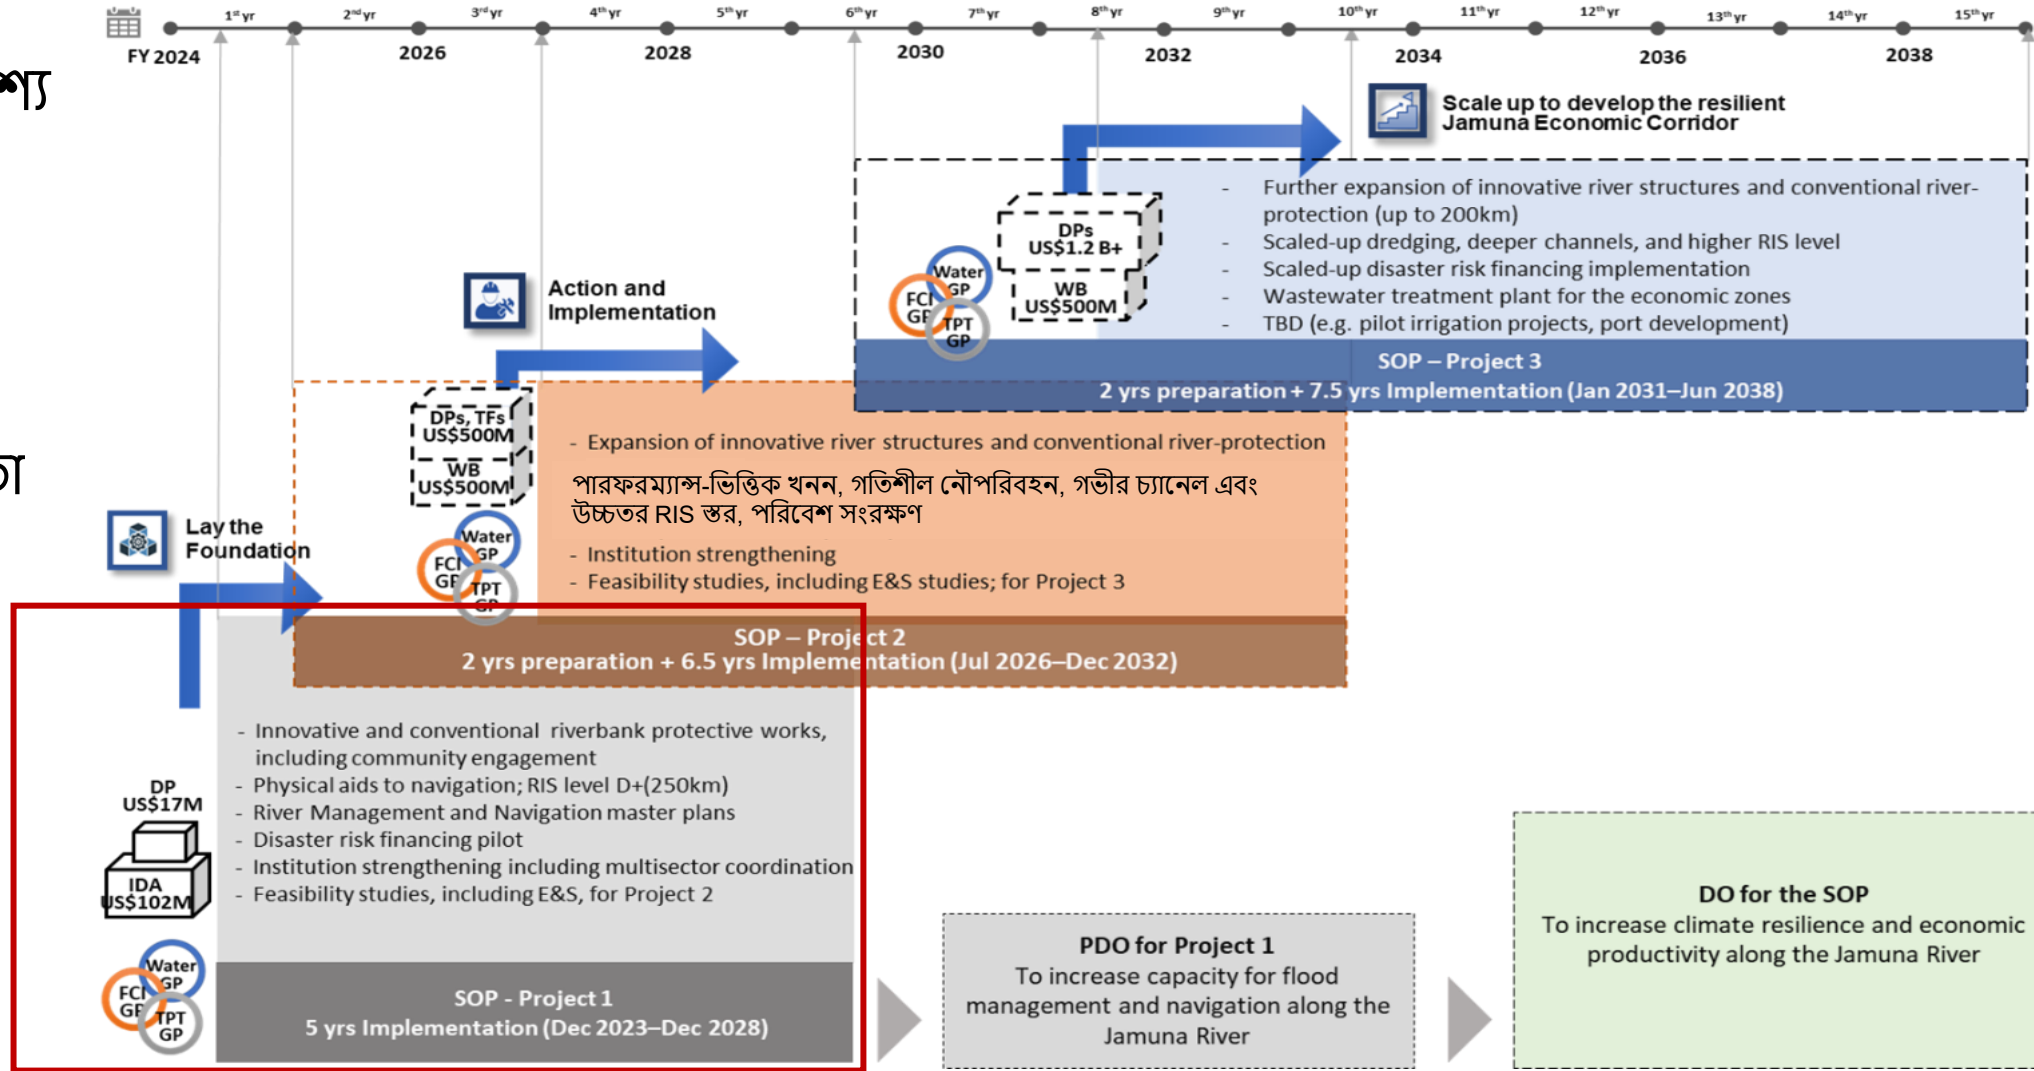 1st yr 2nd yr 3rd yr 4th yr 5th yr 6th yr 7th yr 8th yr 9th yr 10th yr 11th yr 12th yr 13th yr 14th yr 15th yr
FY 2024 2026 2028 2030 2032 2034 2036 2038
Scale up to develop the resilient
Jamuna Economic Corridor
- Further expansion of innovative river structures and conventional river-
protection (up to 200km)
- Scaled-up dredging, deeper channels, and higher RIS level
- Scaled-up disaster risk financing implementation
- Wastewater treatment plant for the economic zones
- TBD (e.g. pilot irrigation projects, port development)
DPs
US$1.2 B+
WB
US$500M
Water
GP
FCI
GP
TPT
GP
SOP – Project 3
2 yrs preparation + 7.5 yrs Implementation (Jan 2031–Jun 2038)
Action and
Implementation
DPs, TFs
US$500M
WB
US$500M
Water
GP
FCI
GP
TPT
GP
- Expansion of innovative river structures and conventional river-protection
পারফরম্যান্স-ভিত্তিক খনন, গতিশীল নৌপরিবহন, গভীর চ্যানেল এবং
উচ্চতর RIS স্তর, পরিবেশ সংরক্ষণ
- Institution strengthening
- Feasibility studies, including E&S studies; for Project 3
SOP – Project 2
2 yrs preparation + 6.5 yrs Implementation (Jul 2026–Dec 2032)
Lay the
Foundation
- Innovative and conventional riverbank protective works,
including community engagement
- Physical aids to navigation; RIS level D+(250km)
- River Management and Navigation master plans
- Disaster risk financing pilot
- Institution strengthening including multisector coordination
- Feasibility studies, including E&S, for Project 2
DP
US$17M
IDA
US$102M
Water
GP
FCI
GP
TPT
GP
SOP - Project 1
5 yrs Implementation (Dec 2023–Dec 2028)
PDO for Project 1
To increase capacity for flood
management and navigation along the
Jamuna River
DO for the SOP
To increase climate resilience and economic
productivity along the Jamuna River